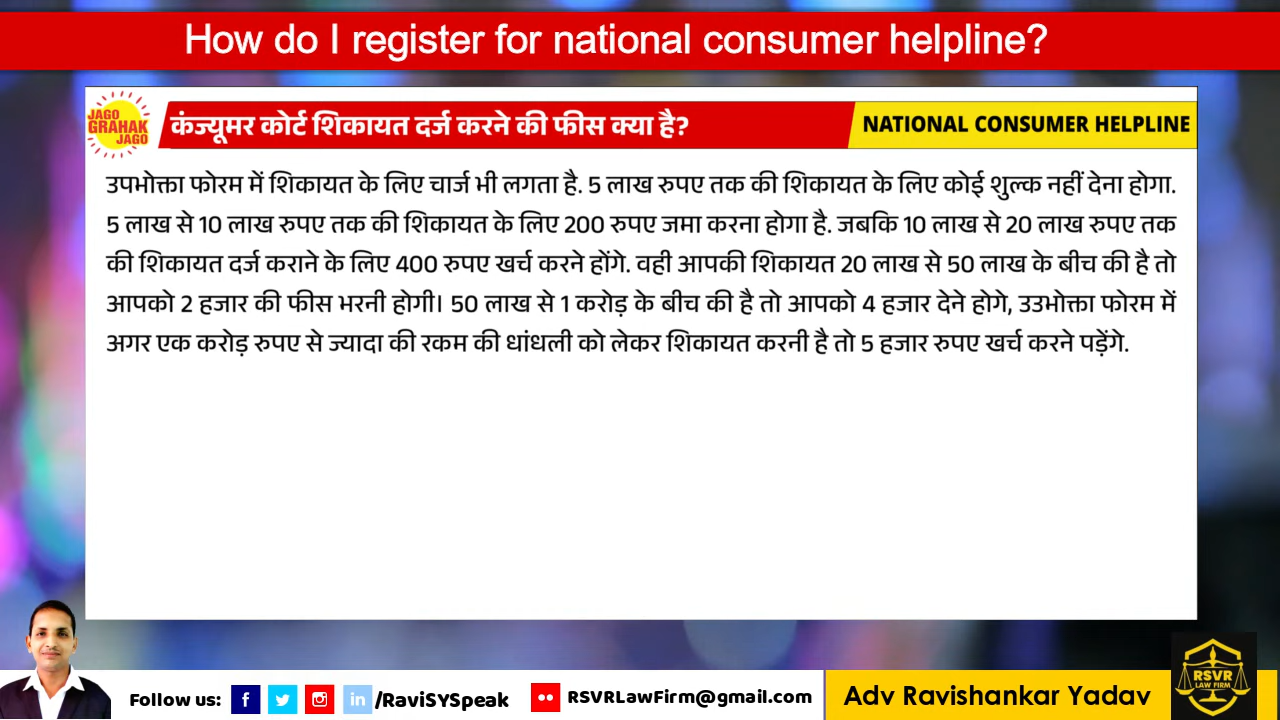 How do I register for national consumer helpline?
JAGO
GRAHAK
JAGO
कंज्यूमर कोर्ट शिकायत दर्ज करने की फीस क्या है?
NATIONAL CONSUMER HELPLINE
उपभोक्ता फोरम में शिकायत के लिए चार्ज भी लगता है. 5 लाख रुपए तक की शिकायत के लिए कोई शुल्क नहीं देना होगा.
5 लाख से 10 लाख रुपए तक की शिकायत के लिए 200 रुपए जमा करना होगा है. जबकि 10 लाख से 20 लाख रुपए तक
की शिकायत दर्ज कराने के लिए 400 रुपए खर्च करने होंगे. वही आपकी शिकायत 20 लाख से 50 लाख के बीच की है तो
आपको 2 हजार की फीस भरनी होगी। 50 लाख से 1 करोड़ के बीच की है तो आपको 4 हजार देने होगे, उउभोक्ता फोरम में
अगर एक करोड़ रुपए से ज्यादा की रकम की धांधली को लेकर शिकायत करनी है तो 5 हजार रुपए खर्च करने पड़ेंगे.
Follow us: /RaviSYSpeak
RSVRLawFirm@gmail.com
Adv Ravishankar Yadav
RSVR
LAW FIRM